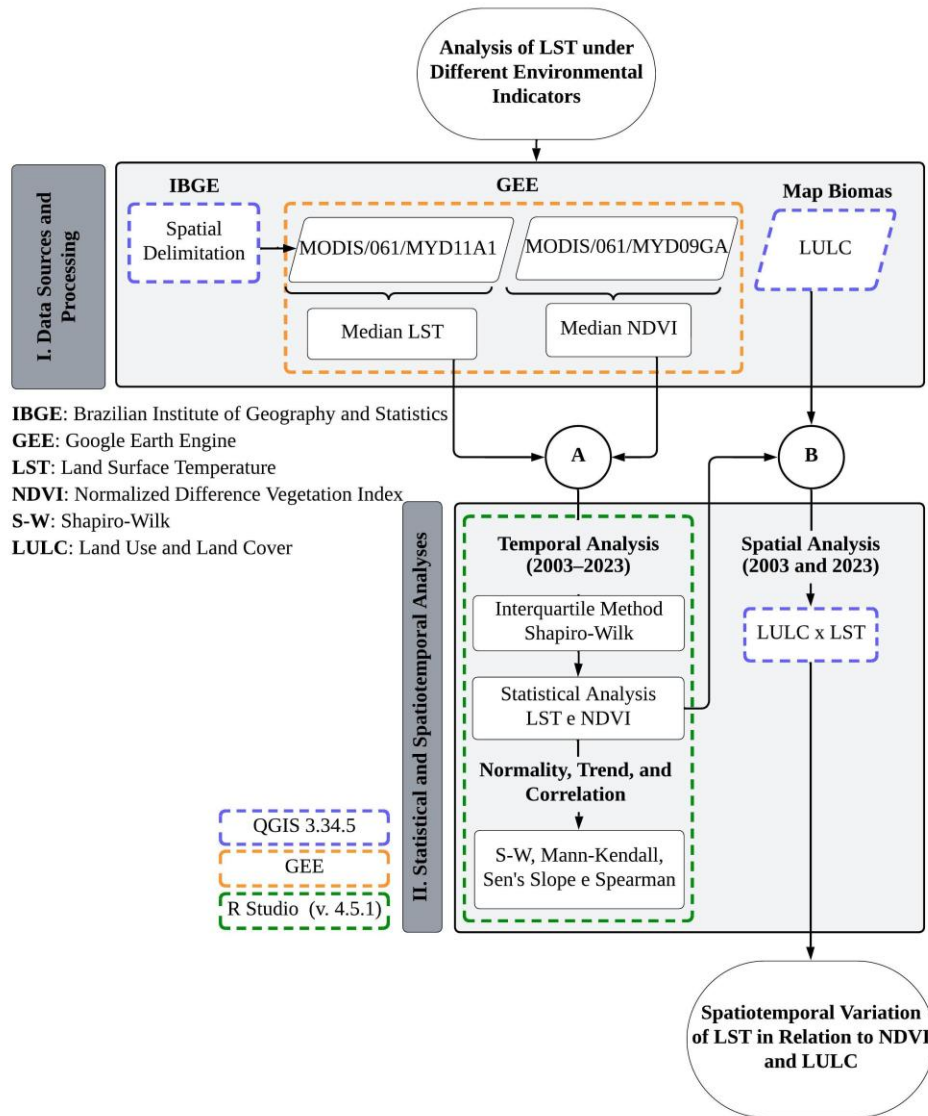 Analysis of LST under
Different Environmental
Indicators
I. Data Sources and
Processing
IBGE
GEE
Map Biomas
Spatial
Delimitation
MODIS/061/MYD11A1
MODIS/061/MYD09GA
LULC
Median LST
Median NDVI
IBGE: Brazilian Institute of Geography and Statistics
GEE: Google Earth Engine
LST: Land Surface Temperature
NDVI: Normalized Difference Vegetation Index
S-W: Shapiro-Wilk
LULC: Land Use and Land Cover
A
B
II. Statistical and Spatiotemporal Analyses
Temporal Analysis
(2003–2023)
Interquartile Method
Shapiro-Wilk
Statistical Analysis
LST e NDVI
Normality, Trend, and
Correlation
S-W, Mann-Kendall,
Sen's Slope e Spearman
Spatial Analysis
(2003 and 2023)
LULC x LST
QGIS 3.34.5
GEE
R Studio (v. 4.5.1)
Spatiotemporal Variation
of LST in Relation to NDVI
and LULC